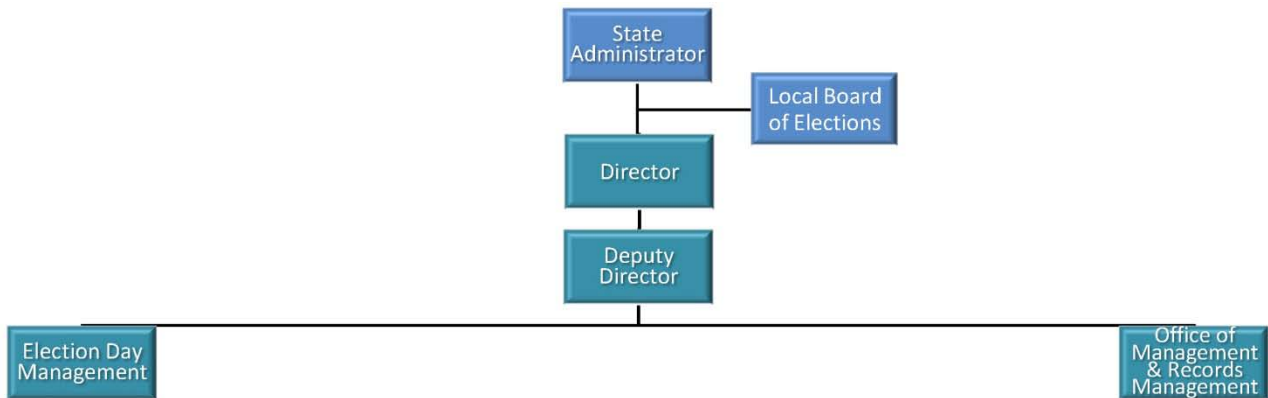 State
Administrator
Local Board
of Elections
Director
Deputy
Director
Election Day
Management
Office of
Management
& Records
Management